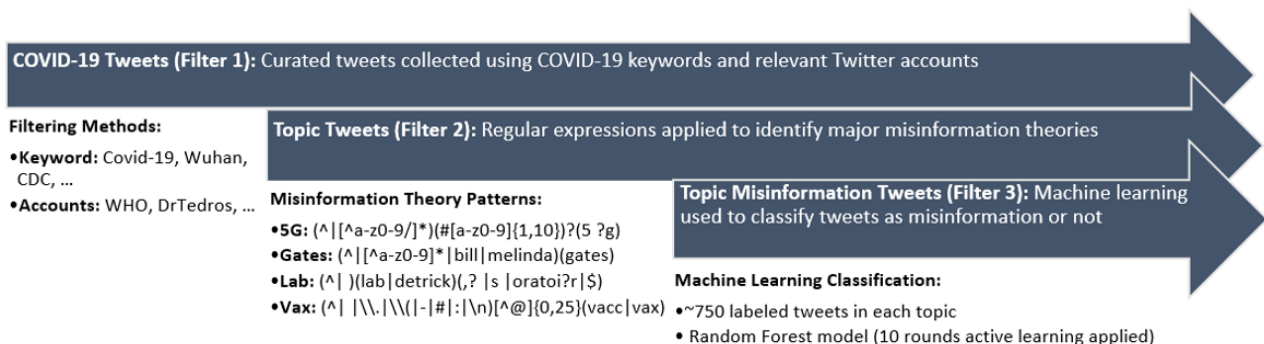 COVID-19 Tweets (Filter 1): Curated tweets collected using COVID-19 keywords and relevant Twitter accounts
Filtering Methods:
•Keyword: Covid-19, Wuhan,
CDC, …
•Accounts: WHO, DrTedros, …
Topic Tweets (Filter 2): Regular expressions applied to identify major misinformation theories
Misinformation Theory Patterns:
•5G: (^|[^a-z0-9/]*)(#[a-z0-9]{1,10})?(5 ?g)
•Gates: (^|[^a-z0-9]*|bill|melinda)(gates)
•Lab: (^| )(lab|detrick)(,? |s |oratoi?r|$)
•Vax: (^| |\\.|\\(|-|#|:|\n)[^@]{0,25}(vacc|vax)
Topic Misinformation Tweets (Filter 3): Machine learning
used to classify tweets as misinformation or not
Machine Learning Classification:
•~750 labeled tweets in each topic
• Random Forest model (10 rounds active learning applied)